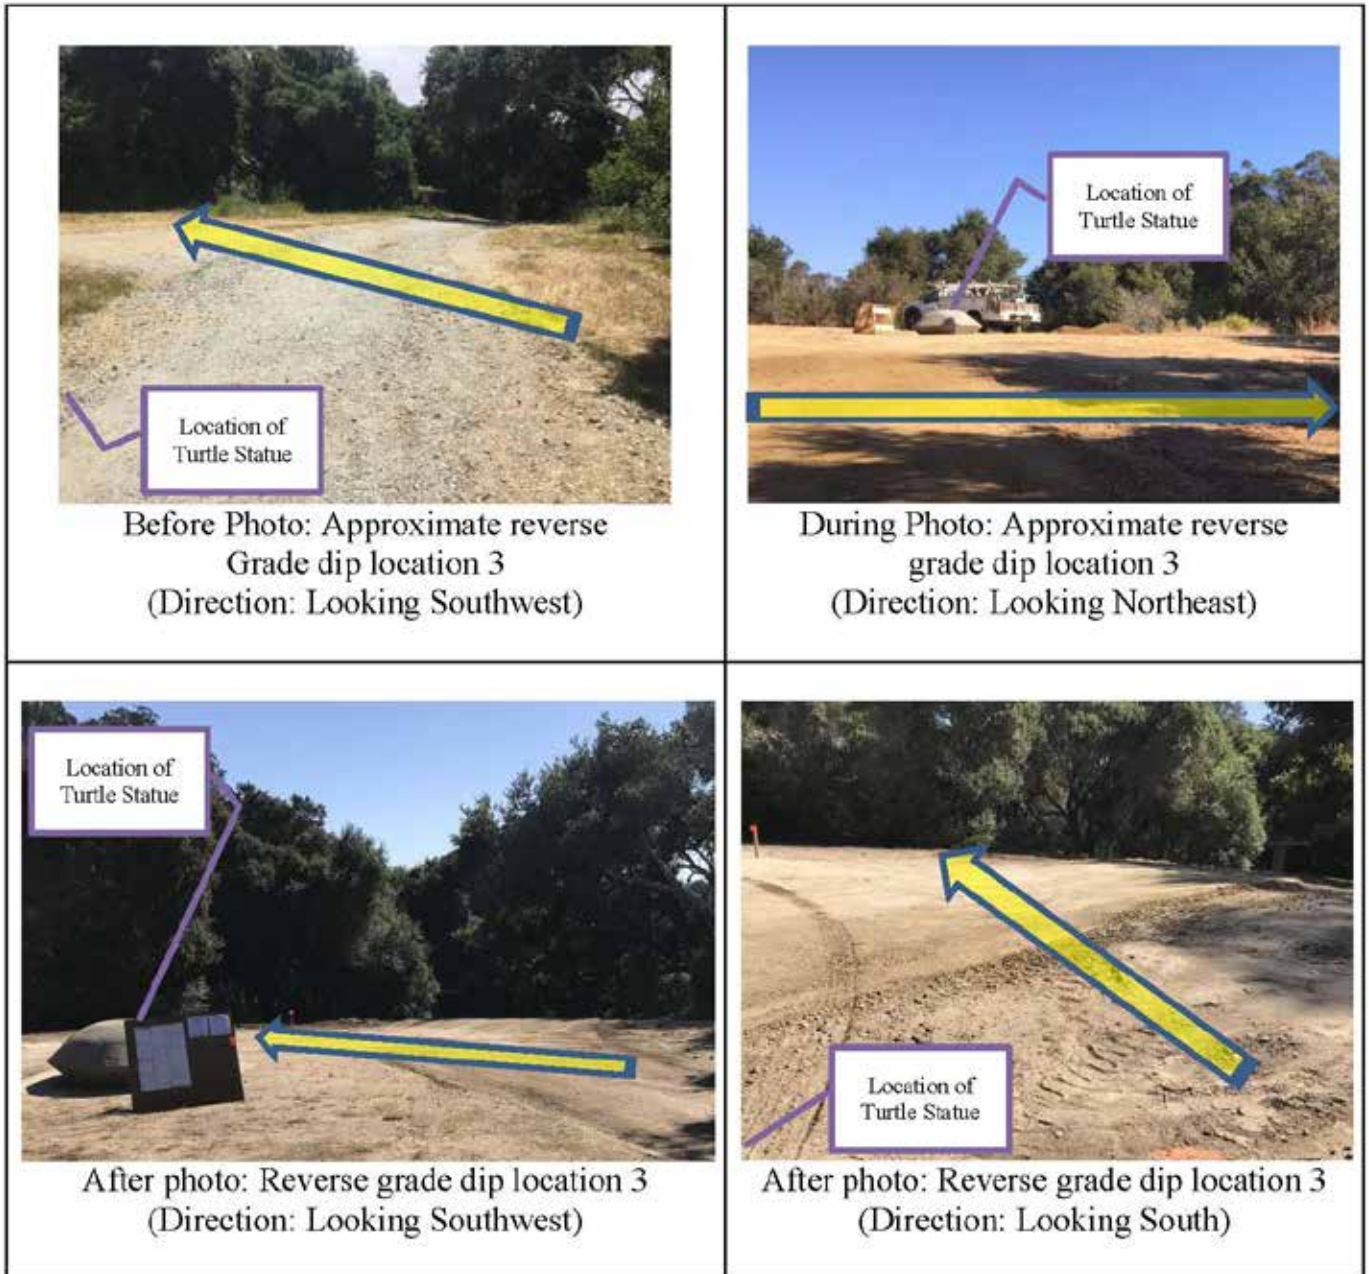 Location of
Turtle Statue
Before Photo: Approximate reverse
Grade dip location 3
(Direction: Looking Southwest)
Location of
Turtle Statue
During Photo: Approximate reverse
grade dip location 3
(Direction: Looking Northeast)
Location of
Turtle Statue
After photo: Reverse grade dip location 3
(Direction: Looking Southwest)
Location of
Turtle Statue
After photo: Reverse grade dip location 3
(Direction: Looking South)